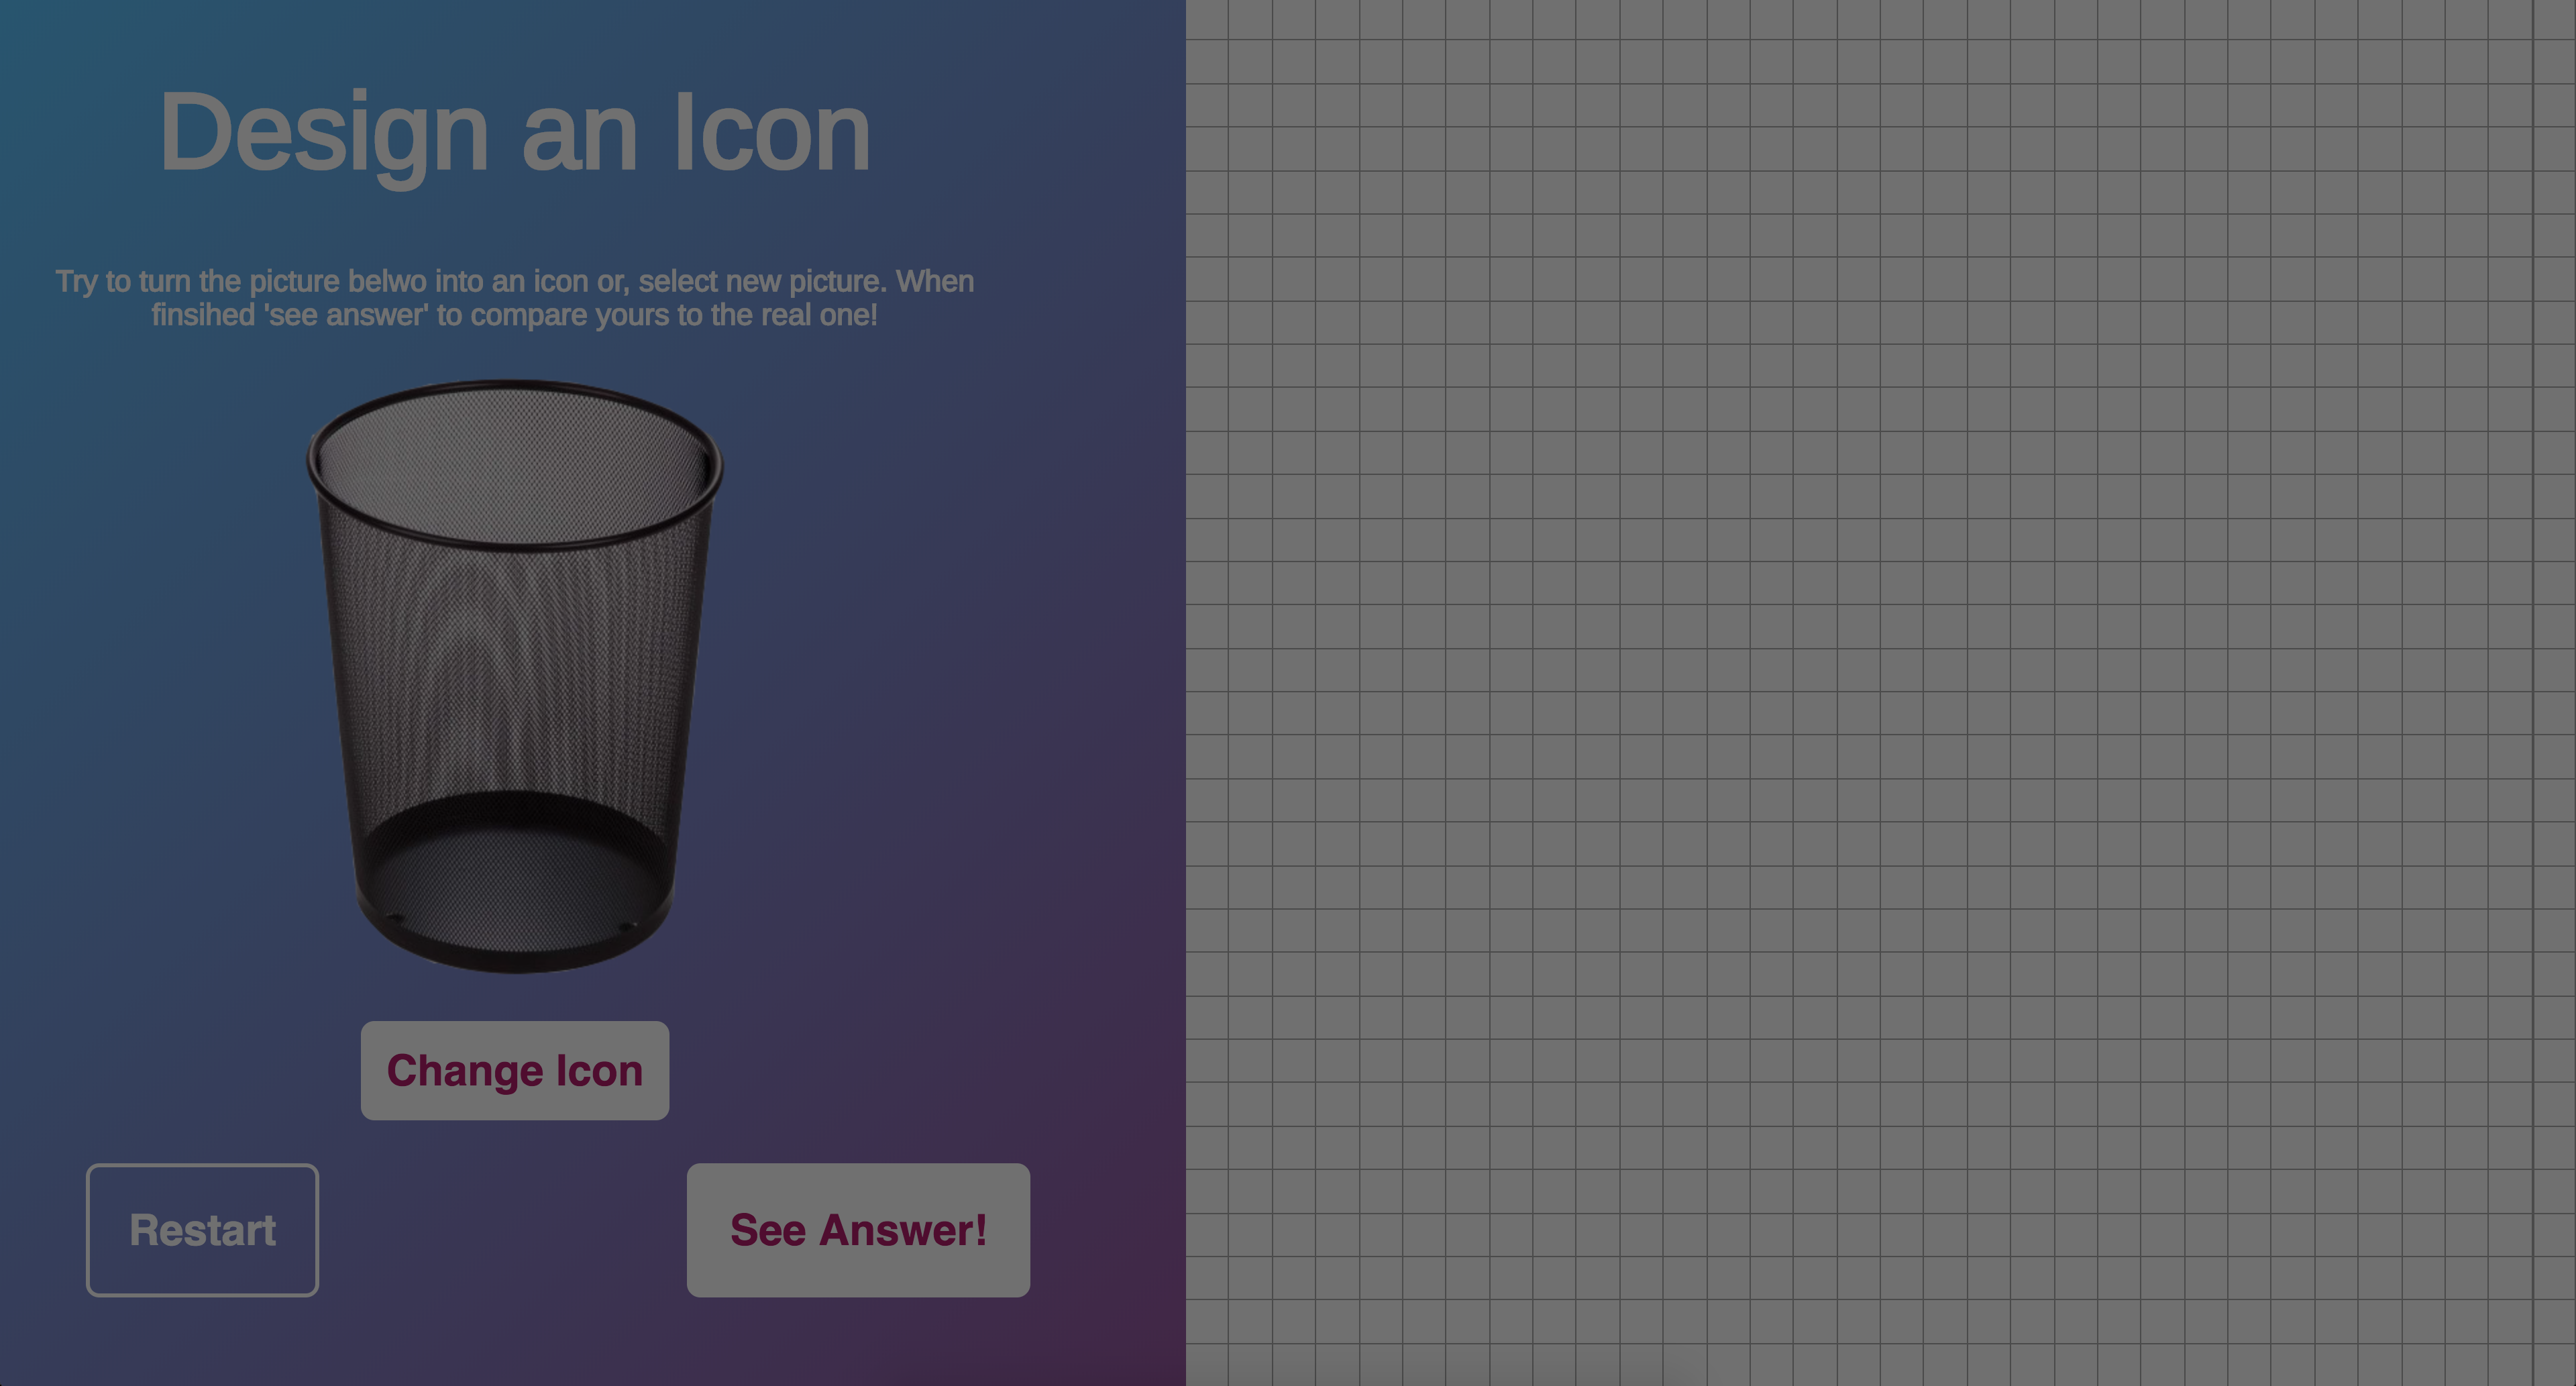 Design an Icon
Try to turn the picture belwo into an icon or, select new picture. When
finsihed 'see answer' to compare yours to the real one!
Change Icon
Restart
See Answer!